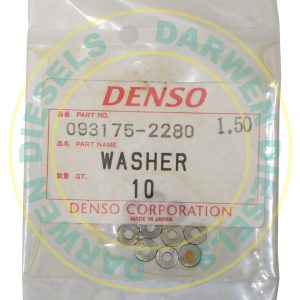 DENSO
品番 PART NO.
093175-2280 1.50
品名 PART NAME
WASHER
数量 QT.
10
DENSO CORPORATION
MADE IN JAPAN
DARWEN DIESELS DARWEN DIESELS